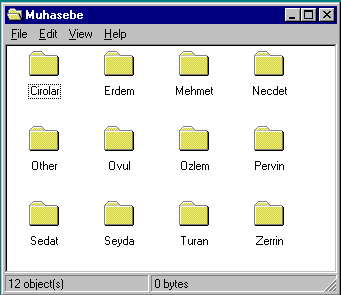 Muhasebe
File Edit View Help
Cirolar Erdem Mehmet Necdet
Other Ovul Ozlem Pervin
Sedat Seyda Turan Zerrin
12 object(s) 0 bytes